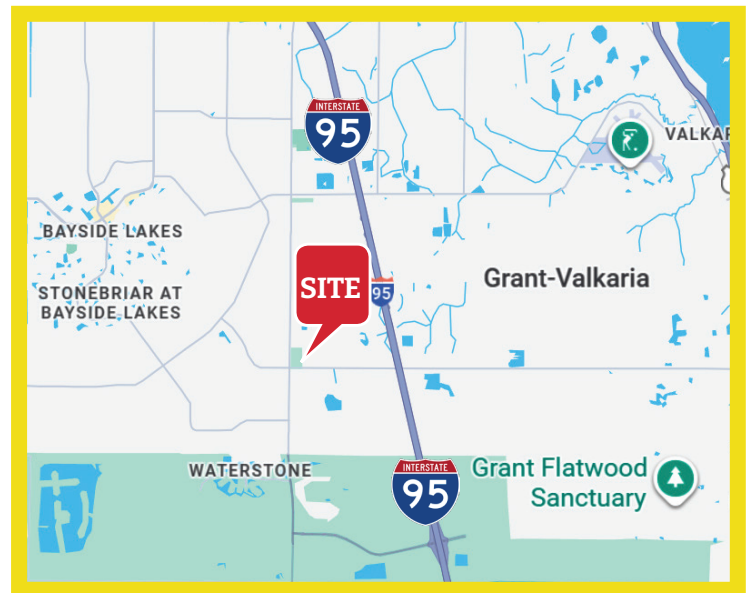 INTERSTATE
95
VALKAR
BAYSIDE LAKES
SITE
95
Grant-Valkaria
STONEBRIAR AT
BAYSIDE LAKES
WATERSTONE
INTERSTATE
95
Grant Flatwood
Sanctuary